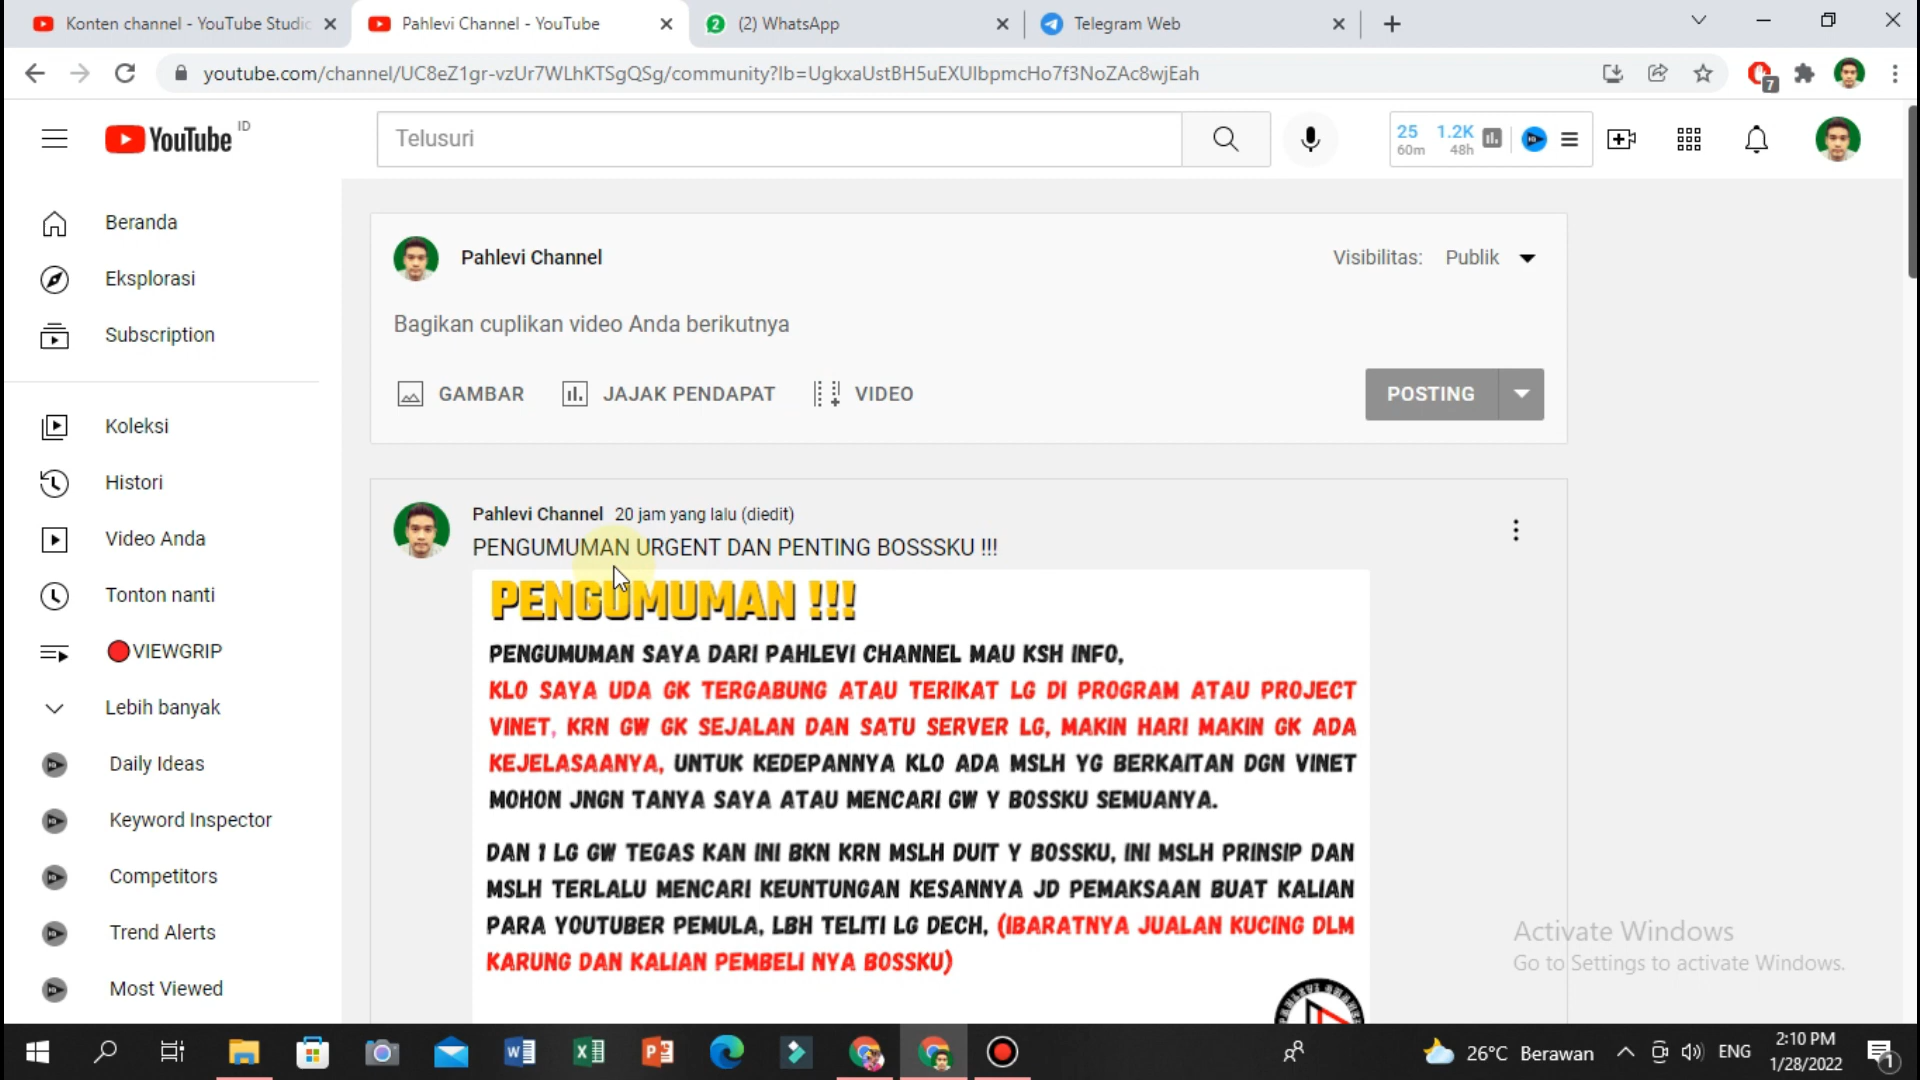 Konten channel - YouTube Studio
Pahlevi Channel - YouTube
2
(2) WhatsApp
Telegram Web
youtube.com/channel/UC8eZ1gr-vzUr7WLhKTSgQSg/community?lb=UgkxaUstBH5uEXUIbpmcHo7f3NoZAc8wjEah
7
YouTube
ID
Telusuri
25
60m
1.2K
48h
Beranda
Eksplorasi
Subscription
Koleksi
Histori
Video Anda
Tonton nanti
VIEWGRIP
Lebih banyak
Daily Ideas
Keyword Inspector
Competitors
Trend Alerts
Most Viewed
Pahlevi Channel
Visibilitas: Publik
Bagikan cuplikan video Anda berikutnya
GAMBAR
JAJAK PENDAPAT
VIDEO
POSTING
Pahlevi Channel 20 jam yang lalu (diedit)
PENGUMUMAN URGENT DAN PENTING BOSSSKU !!!
PENGUMUMAN !!!
PENGUMUMAN SAYA DARI PAHLEVI CHANNEL MAU KSH INFO,
KLO SAYA UDA GK TERGABUNG ATAU TERIKAT LG DI PROGRAM ATAU PROJECT
VINET, KRN GW GK SEJALAN DAN SATU SERVER LG, MAKIN HARI MAKIN GK ADA
KEJELASAANYA, UNTUK KEDEPANNYA KLO ADA MSLH YG BERKAITAN DGN VINET
MOHON JNGN TANYA SAYA ATAU MENCARI GW Y BOSSKU SEMUANYA.
DAN 1 LG GW TEGAS KAN INI BKN KRN MSLH DUIT Y BOSSKU, INI MSLH PRINSIP DAN
MSLH TERLALU MENCARI KEUNTUNGAN KESANNYA JD PEMAKSAAN BUAT KALIAN
PARA YOUTUBER PEMULA, LBH TELITI LG DECH, (IBARATNYA JUALAN KUCING DLM
KARUNG DAN KALIAN PEMBELI NYA BOSSKU)
Activate Windows
Go to Settings to activate Windows.
26°C Berawan
ENG
2:10 PM
1/28/2022
1